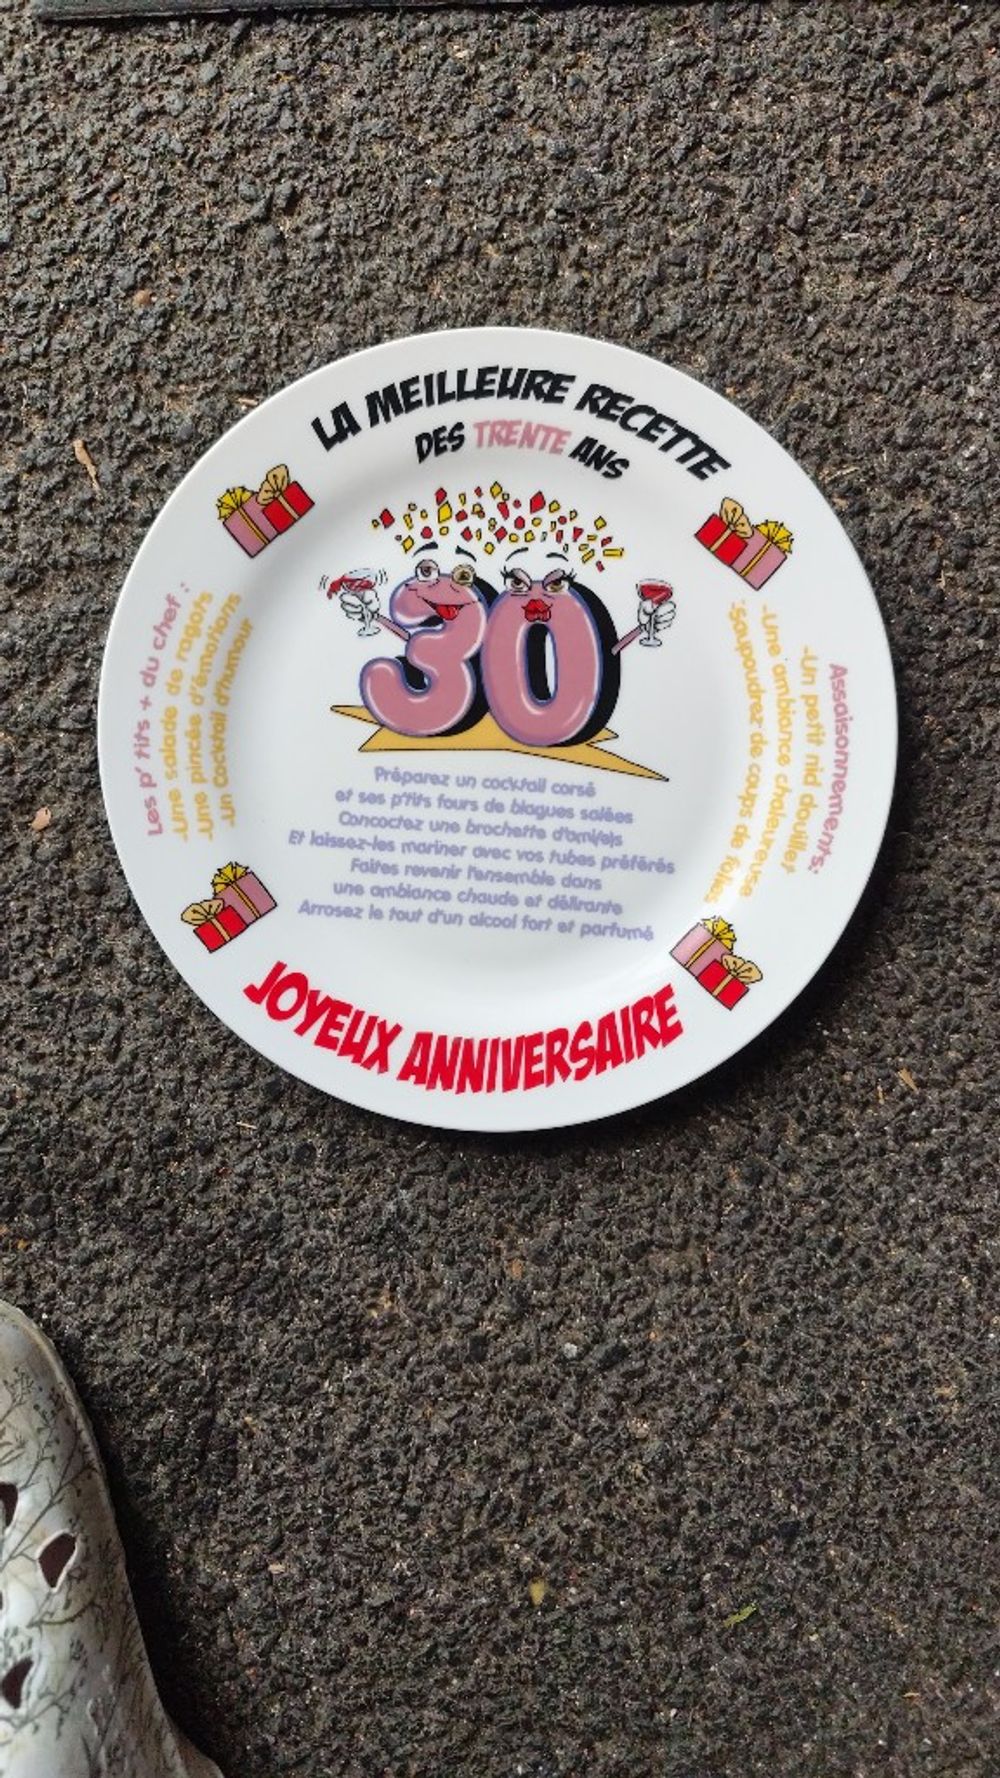 LA MEILLEURE RECETTE
DES TRENTE ANS
30
Les p'tits + du chef :
-Une salade de ragots
-Une pincée d'émotions
-Un Cocktail d'humour
Assaisonnements:
-Un petit nid douillet
-Une ambiance chaleureuse
-Saupoudrez de coups de folies
Préparez un cocktail corsé
et ses p'tits fours de blagues salées
Concoctez une brochette d'ami(e)s
Et laissez-les mariner avec vos tubes préférés
Faites revenir l'ensemble dans
une ambiance chaude et délirante
Arrosez le tout d'un alcool fort et parfumé
JOYEUX ANNIVERSAIRE